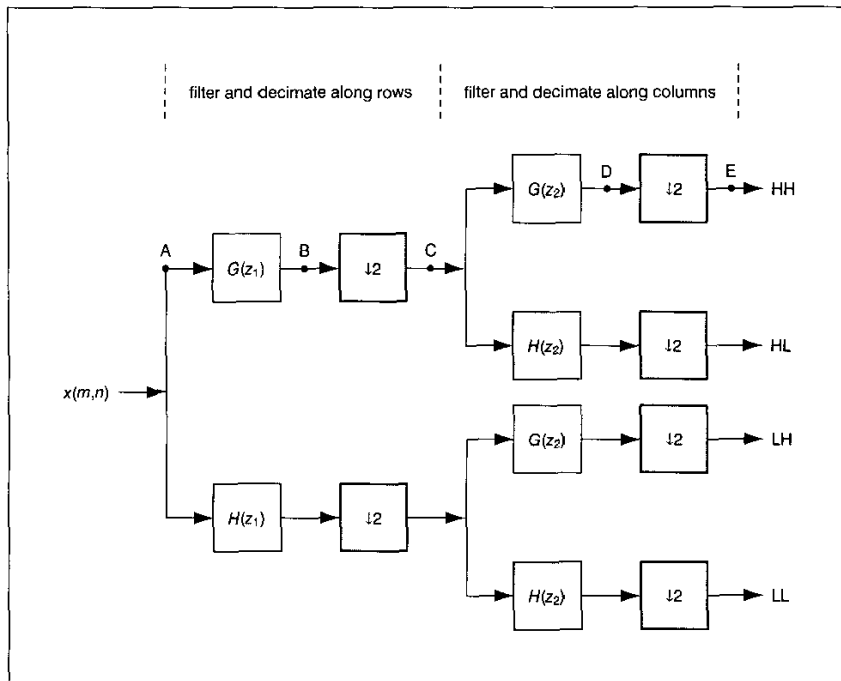 filter and decimate along rows
filter and decimate along columns
D
E
G(z₂)
↓2
HH
A
B
C
G(z₁)
↓2
H(z₂)
↓2
HL
x(m,n)
G(z₂)
↓2
LH
H(z₁)
↓2
H(z₂)
↓2
LL